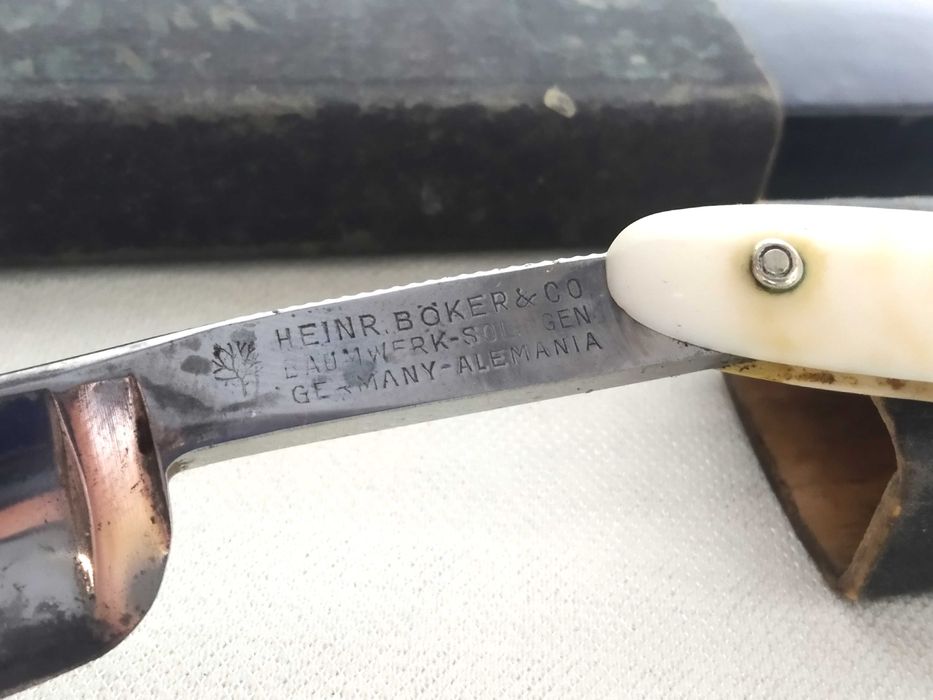 HEINR. BÖKER & CO
BAUMWERK-SOLINGEN
GERMANY-ALEMANIA